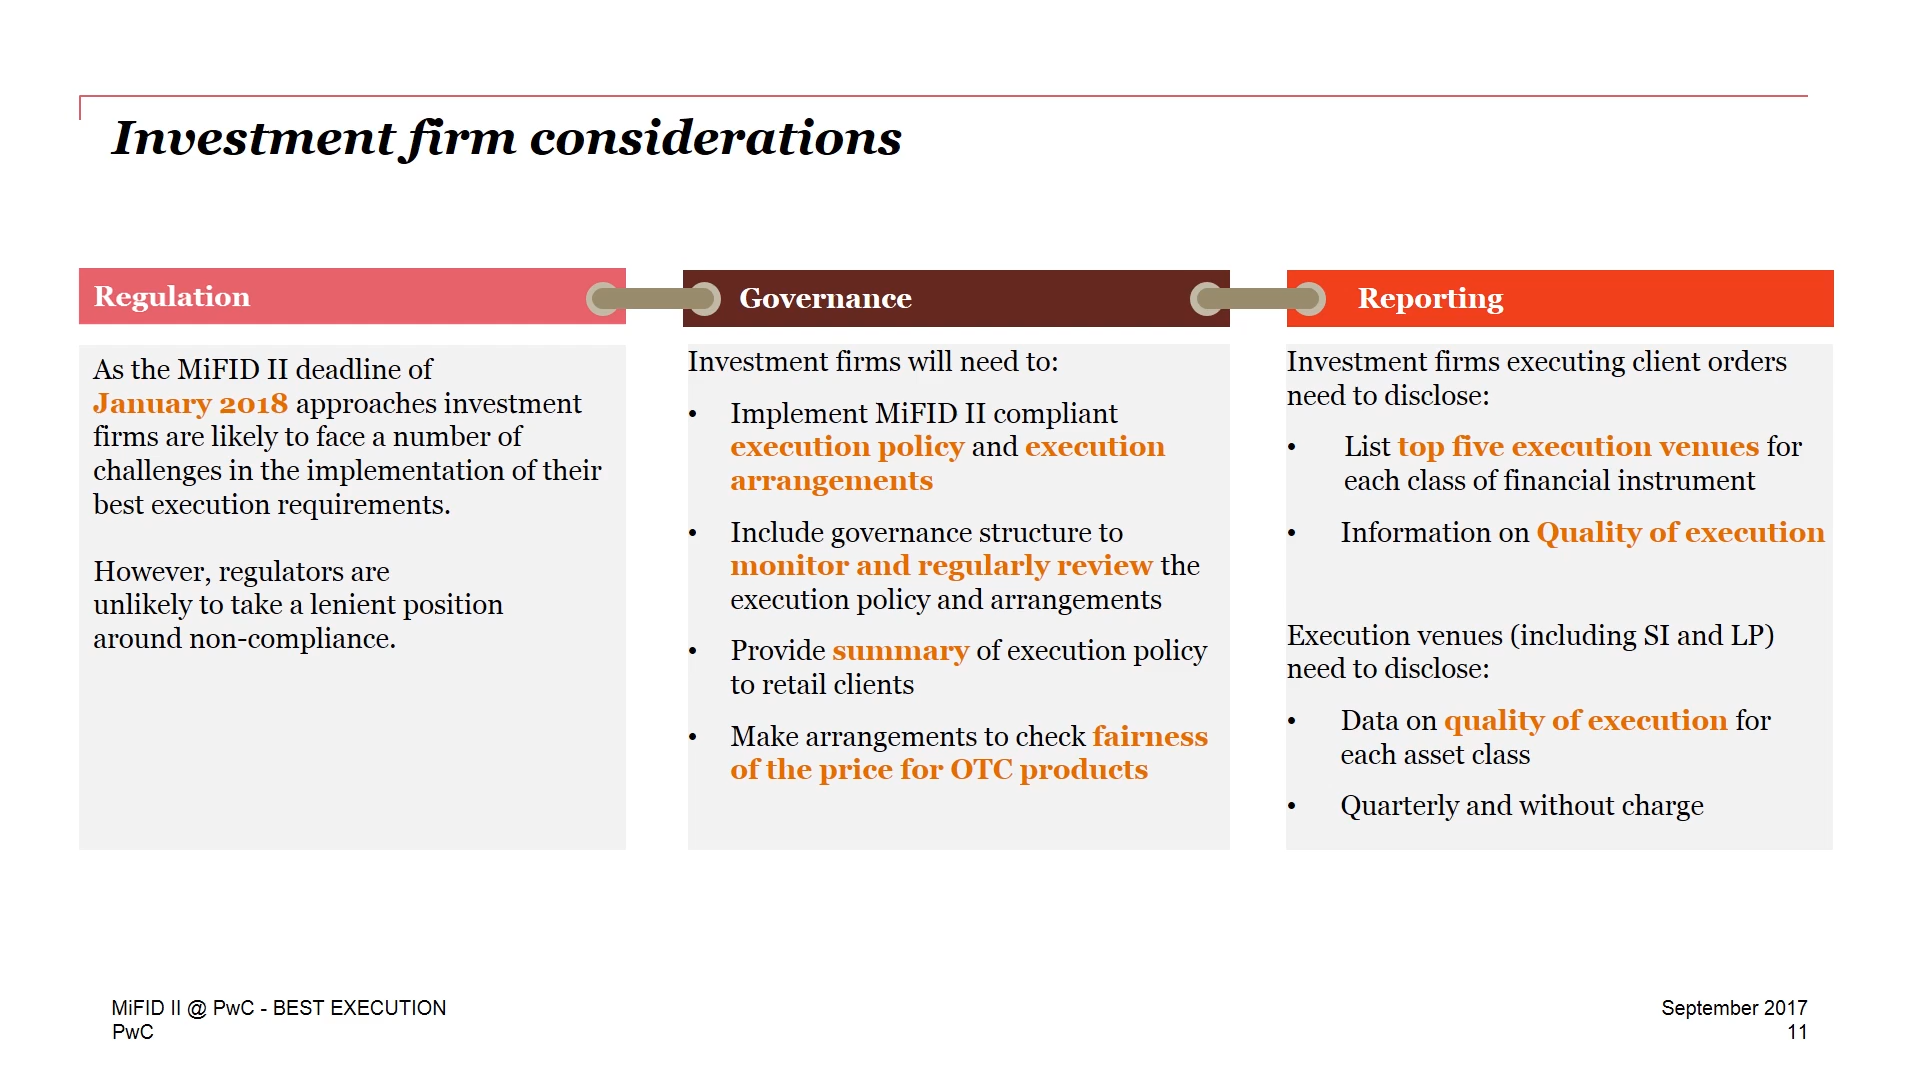 Investment firm considerations
Regulation
As the MiFID II deadline of
January 2018 approaches investment
firms are likely to face a number of
challenges in the implementation of their
best execution requirements.
However, regulators are
unlikely to take a lenient position
around non-compliance.
Governance
Investment firms will need to:
• Implement MiFID II compliant
execution policy and execution
arrangements
• Include governance structure to
monitor and regularly review the
execution policy and arrangements
• Provide summary of execution policy
to retail clients
• Make arrangements to check fairness
of the price for OTC products
Reporting
Investment firms executing client orders
need to disclose:
• List top five execution venues for
each class of financial instrument
• Information on Quality of execution
Execution venues (including SI and LP)
need to disclose:
• Data on quality of execution for
each asset class
• Quarterly and without charge
MiFID II @ PwC - BEST EXECUTION
PwC
September 2017
11